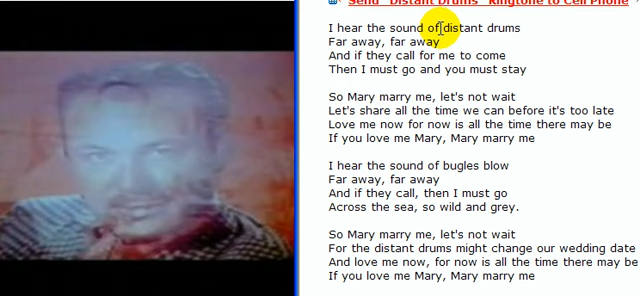 Send "Distant Drums" Ringtone to Cell Phone
I hear the sound of distant drums
Far away, far away
And if they call for me to come
Then I must go and you must stay
So Mary marry me, let's not wait
Let's share all the time we can before it's too late
Love me now for now is all the time there may be
If you love me Mary, Mary marry me
I hear the sound of bugles blow
Far away, far away
And if they call, then I must go
Across the sea, so wild and grey.
So Mary marry me, let's not wait
For the distant drums might change our wedding date
And love me now, for now is all the time there may be
If you love me Mary, Mary marry me